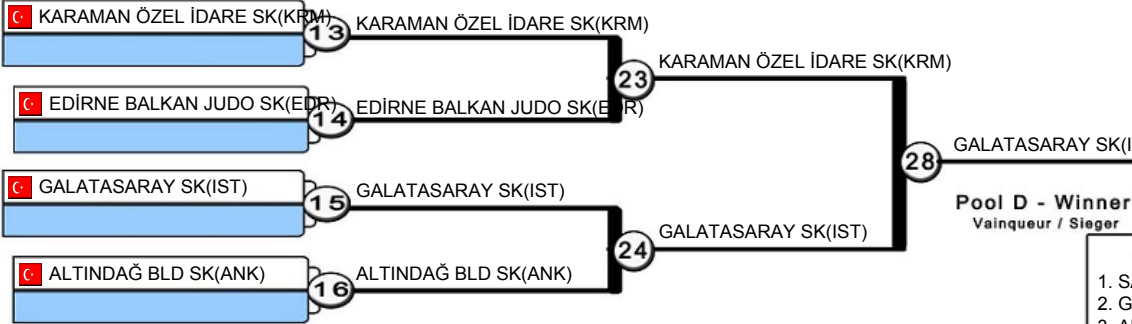 KARAMAN ÖZEL İDARE SK(KRM)
13
KARAMAN ÖZEL İDARE SK(KRM)
23
KARAMAN ÖZEL İDARE SK(KRM)
EDİRNE BALKAN JUDO SK(EDR)
14
EDİRNE BALKAN JUDO SK(EDR)
28
GALATASARAY SK(I
GALATASARAY SK(IST)
15
GALATASARAY SK(IST)
24
GALATASARAY SK(IST)
ALTINDAĞ BLD SK(ANK)
16
ALTINDAĞ BLD SK(ANK)
Pool D - Winner
Vainqueur / Sieger
1. SA
2. G